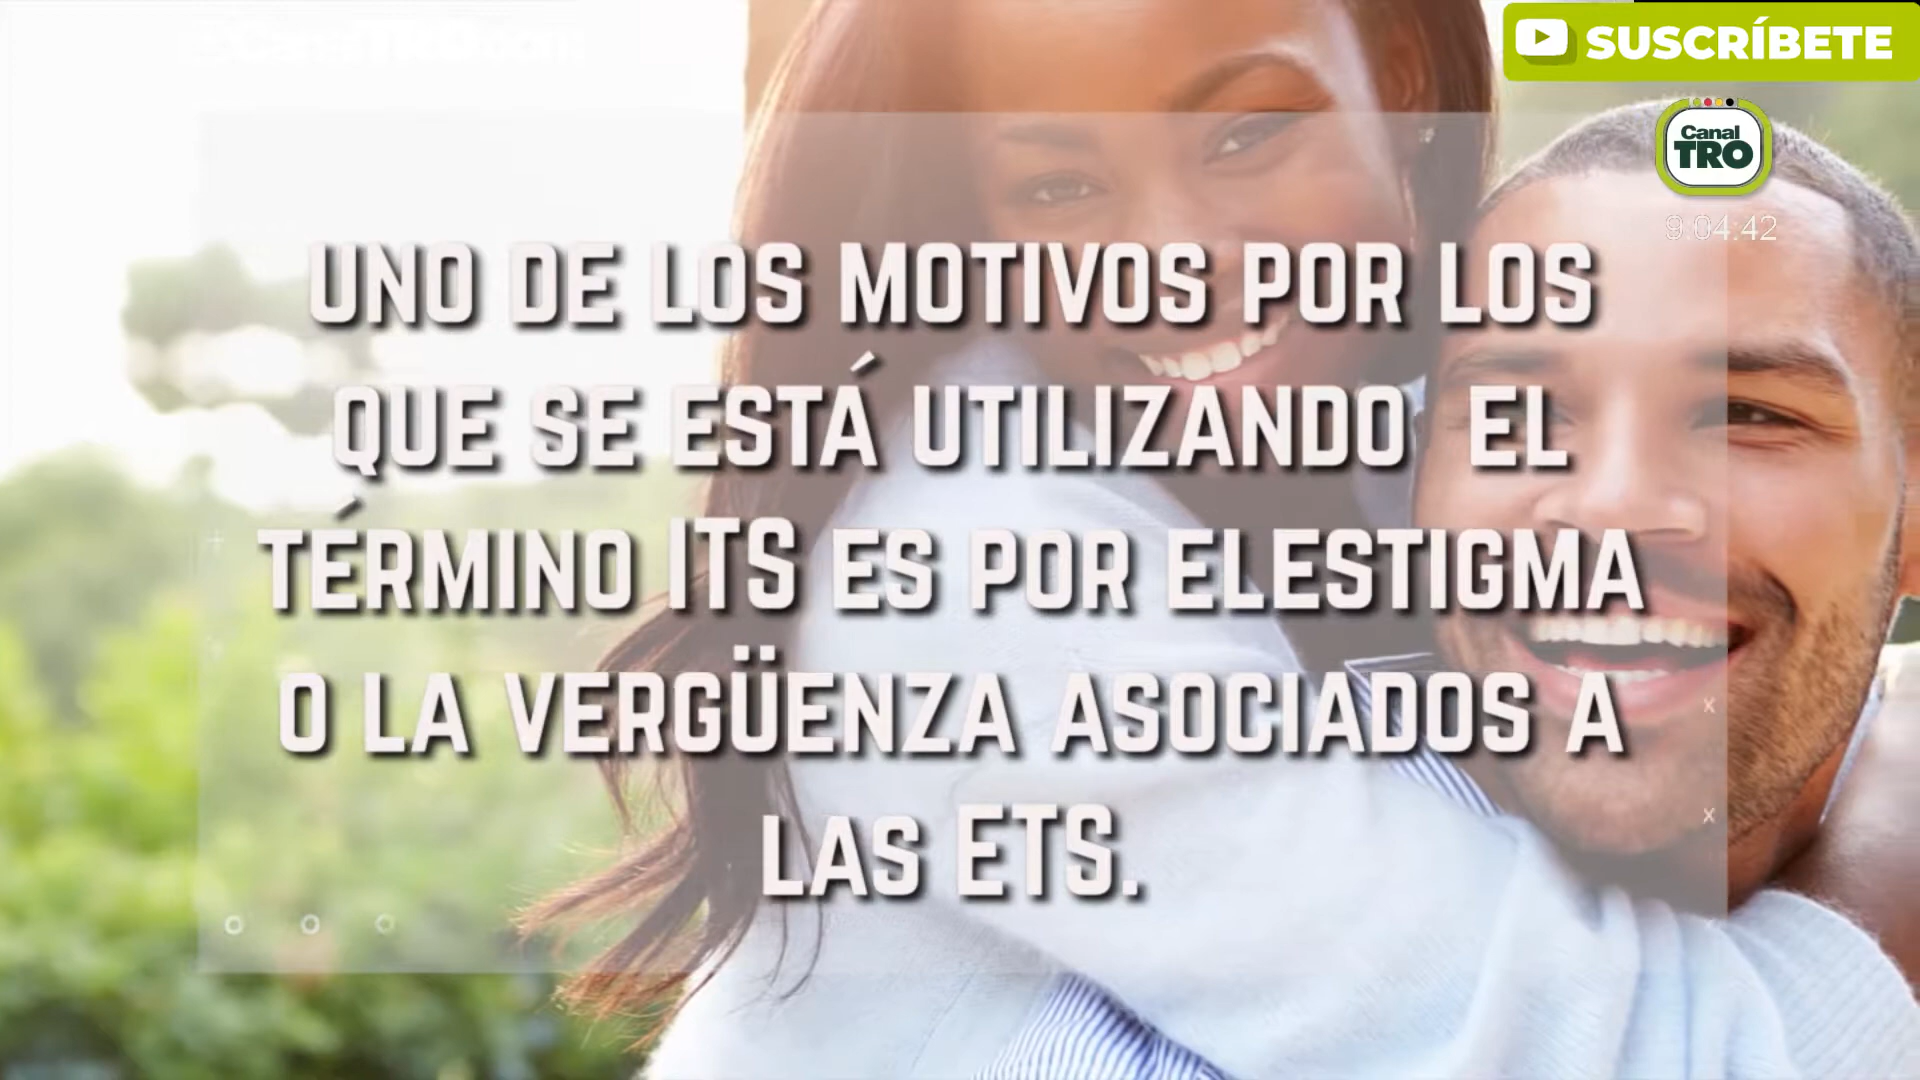 SUSCRÍBETE
Canal
TRO
9:04:42
UNO DE LOS MOTIVOS POR LOS
QUE SE ESTÁ UTILIZANDO EL
TÉRMINO ITS ES POR ELESTIGMA
O LA VERGÜENZA ASOCIADOS A
LAS ETS.